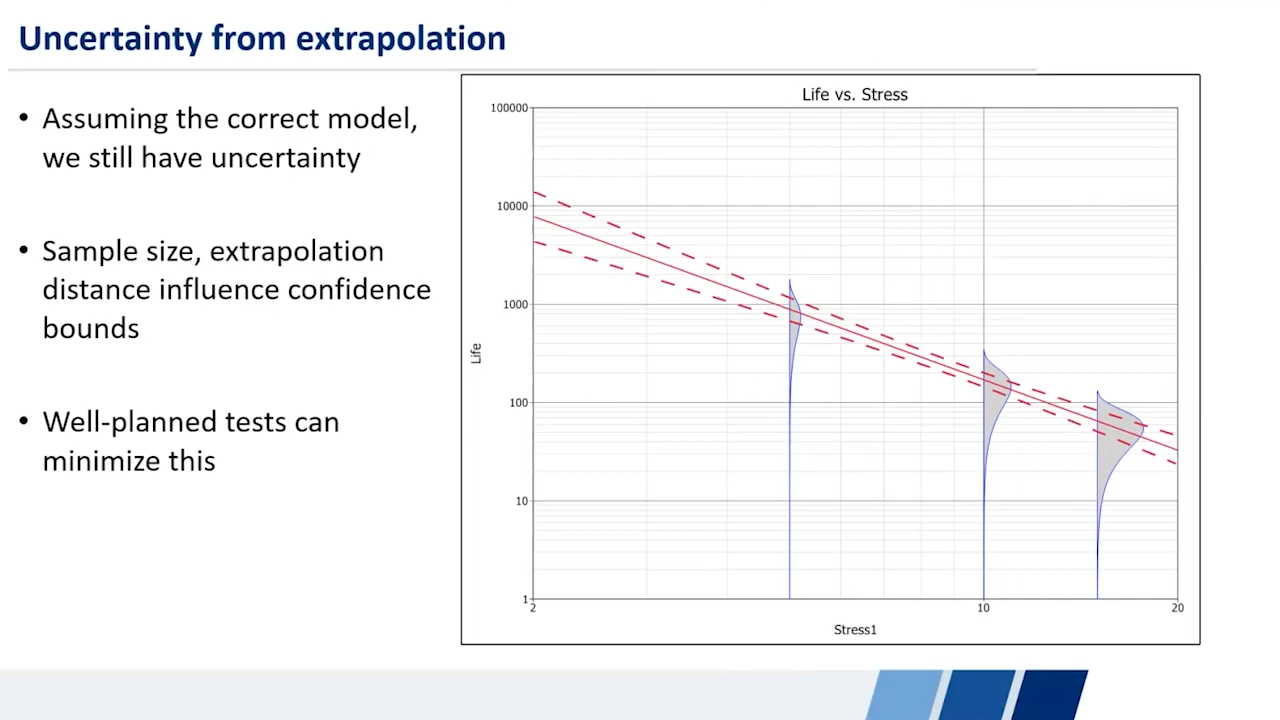 Uncertainty from extrapolation
• Assuming the correct model,
we still have uncertainty
• Sample size, extrapolation
distance influence confidence
bounds
• Well-planned tests can
minimize this
Life vs. Stress
100000
10000
1000
100
10
1
Life
2
10
20
Stress1